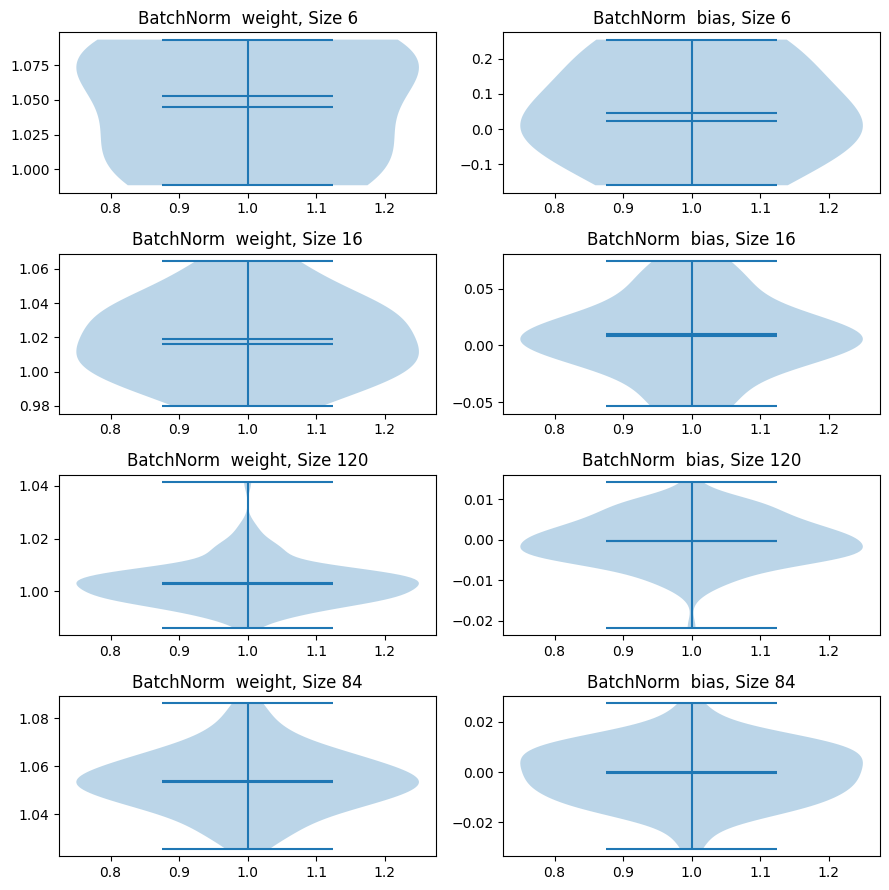 BatchNorm  weight, Size 6
BatchNorm  bias, Size 6
1.075
1.050
1.025
1.000
0.2
0.1
0.0
−0.1
0.8 0.9 1.0 1.1 1.2
0.8 0.9 1.0 1.1 1.2
BatchNorm  weight, Size 16
BatchNorm  bias, Size 16
1.06
1.04
1.02
1.00
0.98
0.05
0.00
−0.05
0.8 0.9 1.0 1.1 1.2
0.8 0.9 1.0 1.1 1.2
BatchNorm  weight, Size 120
BatchNorm  bias, Size 120
1.04
1.02
1.00
0.01
0.00
−0.01
−0.02
0.8 0.9 1.0 1.1 1.2
0.8 0.9 1.0 1.1 1.2
BatchNorm  weight, Size 84
BatchNorm  bias, Size 84
1.08
1.06
1.04
0.02
0.00
−0.02
0.8 0.9 1.0 1.1 1.2
0.8 0.9 1.0 1.1 1.2